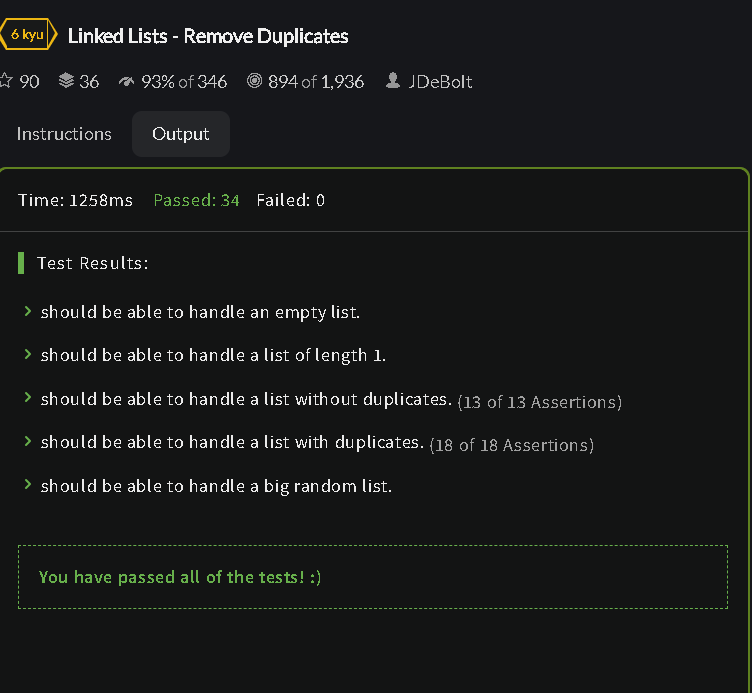 6 kyu Linked Lists - Remove Duplicates
90 36 93% of 346 894 of 1,936 JDeBolt
Instructions Output
Time: 1258ms Passed: 34 Failed: 0
Test Results:
should be able to handle an empty list.
should be able to handle a list of length 1.
should be able to handle a list without duplicates. (13 of 13 Assertions)
should be able to handle a list with duplicates. (18 of 18 Assertions)
should be able to handle a big random list.
You have passed all of the tests! :)